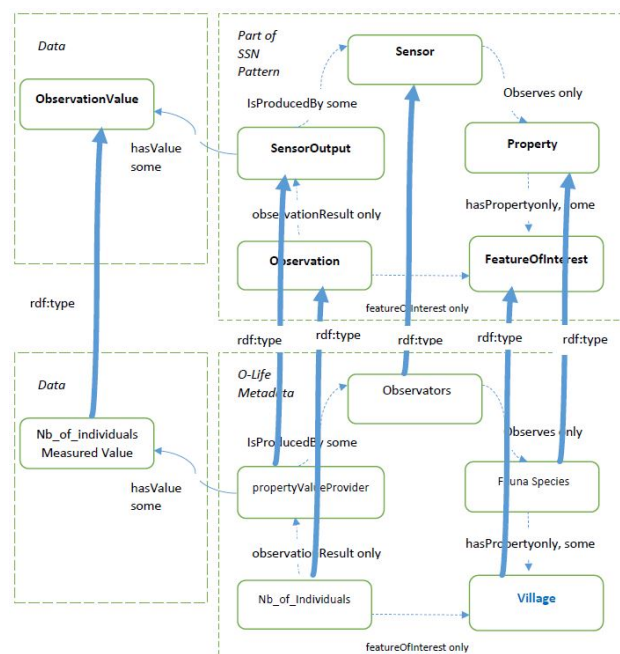 Data
ObservationValue
hasValue
some
Part of
SSN
Pattern
Sensor
IsProducedBy some
Observes only
SensorOutput
Property
observationResult only
hasPropertyonly, some
Observation
FeatureOfInterest
featureOfInterest only
rdf:type
rdf:type
rdf:type
rdf:type
rdf:type
rdf:type
Data
Nb_of_individuals
Measured Value
hasValue
some
O-Life
Metadata
Observators
IsProducedBy some
Observes only
propertyValueProvider
Fauna Species
observationResult only
hasPropertyonly, some
Nb_of_Individuals
Village
featureOfInterest only